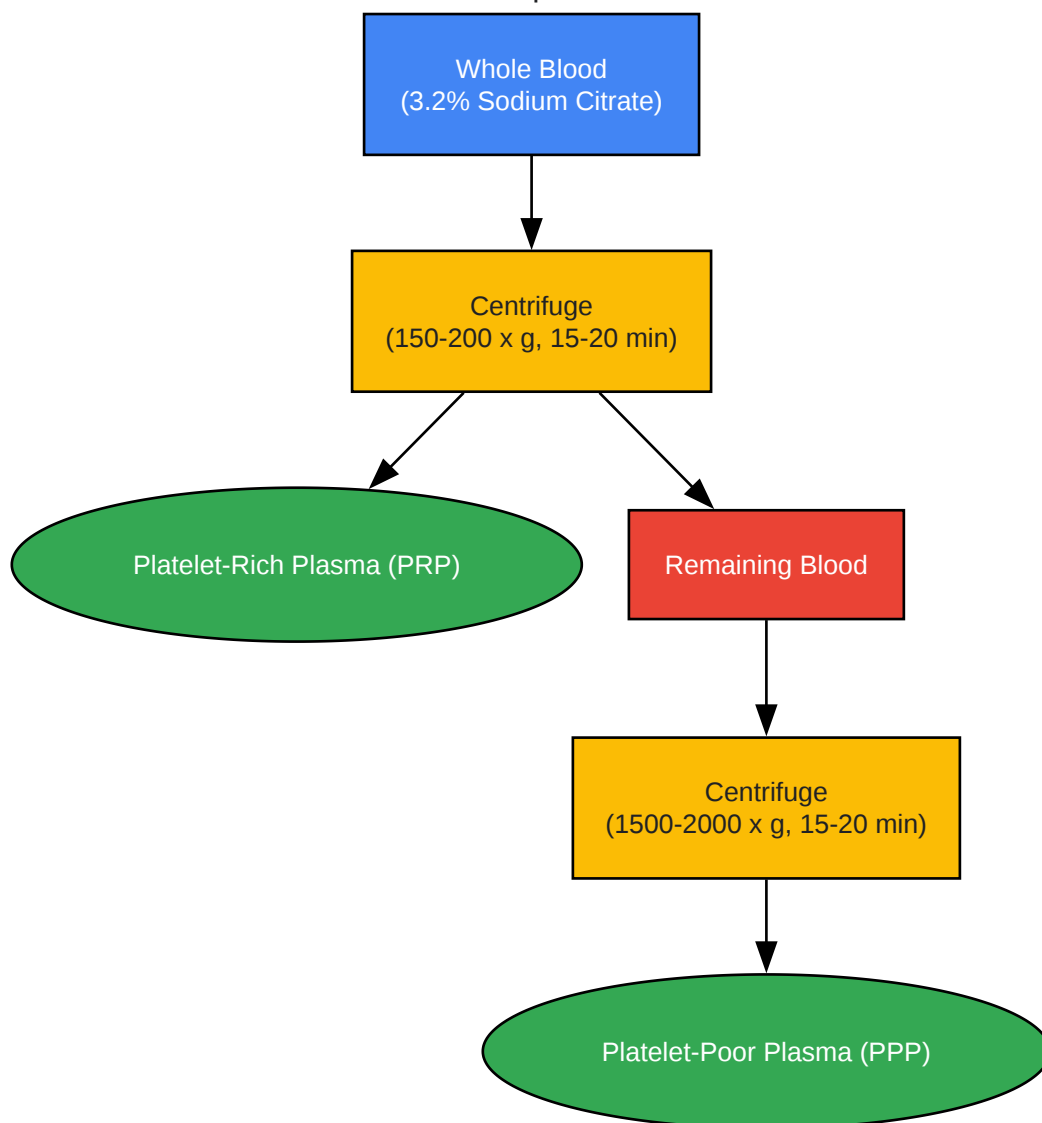 Whole Blood
(3.2% Sodium Citrate)
Centrifuge
(150-200 x g, 15-20 min)
Platelet-Rich Plasma (PRP)
Remaining Blood
Centrifuge
(1500-2000 x g, 15-20 min)
Platelet-Poor Plasma (PPP)